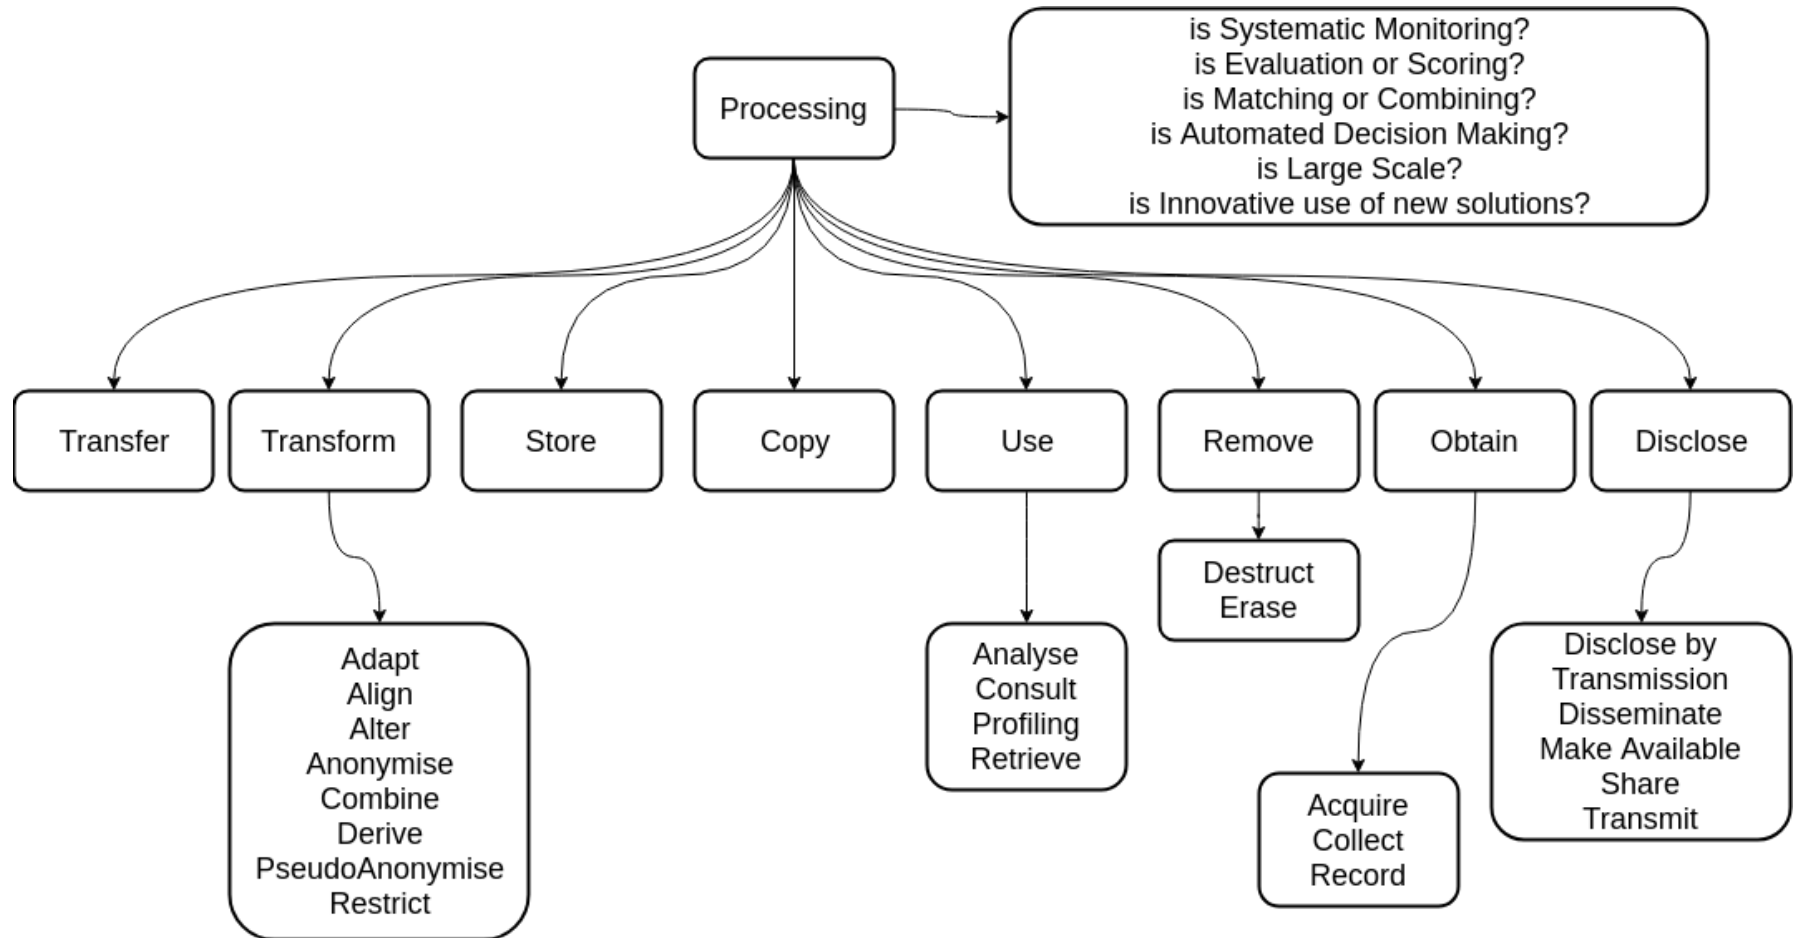 is Systematic Monitoring?
is Evaluation or Scoring?
is Matching or Combining?
is Automated Decision Making?
is Large Scale?
is Innovative use of new solutions?
Processing
Transfer
Transform
Store
Copy
Use
Remove
Obtain
Disclose
Destruct
Erase
Adapt
Align
Alter
Anonymise
Combine
Derive
PseudoAnonymise
Restrict
Analyse
Consult
Profiling
Retrieve
Acquire
Collect
Record
Disclose by
Transmission
Disseminate
Make Available
Share
Transmit